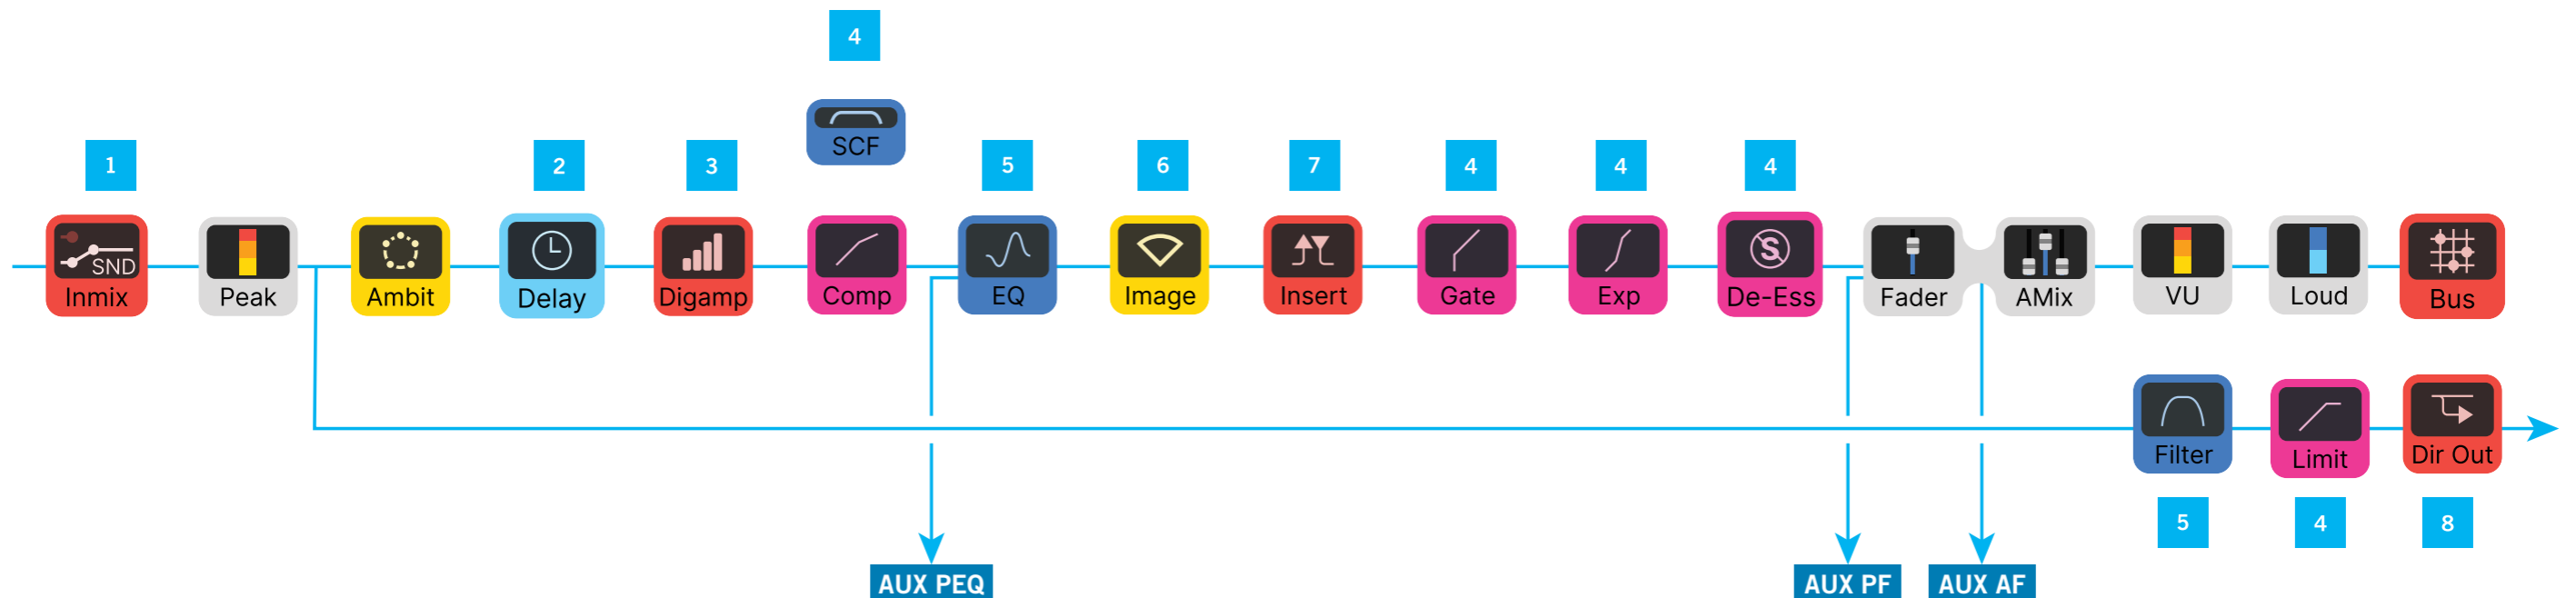 4
SCF
1
2
3
5
6
7
4
4
4
SND
Inmix
Peak
Ambit
Delay
Digamp
Comp
EQ
Image
Insert
Gate
Exp
S
De-Ess
Fader
AMix
VU
Loud
Bus
Filter
Limit
Dir Out
5
4
8
AUX PEQ
AUX PF
AUX AF